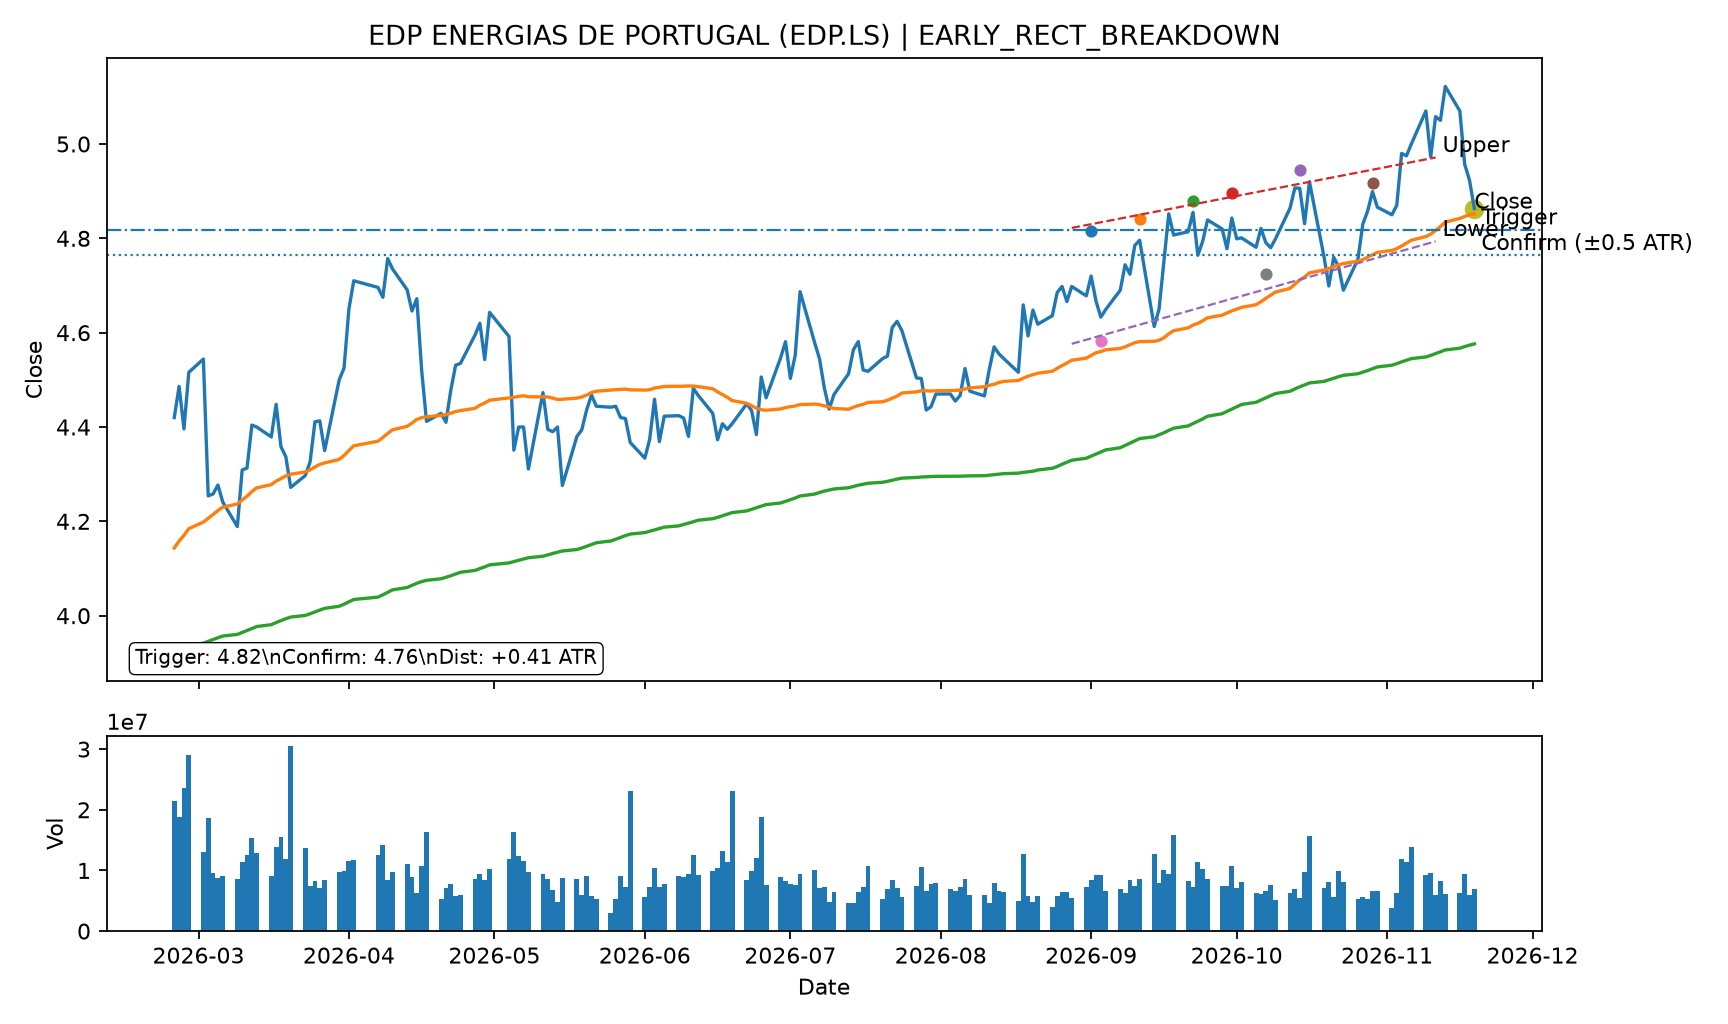 EDP ENERGIAS DE PORTUGAL (EDP.LS) | EARLY_RECT_BREAKDOWN
Close
5.0
4.8
4.6
4.4
4.2
4.0
Upper
Close
Trigger
Lower
Confirm (±0.5 ATR)
Trigger: 4.82\nConfirm: 4.76\nDist: +0.41 ATR
1e7
Vol
3
2
1
0
2026-03
2026-04
2026-05
2026-06
2026-07
2026-08
2026-09
2026-10
2026-11
2026-12
Date